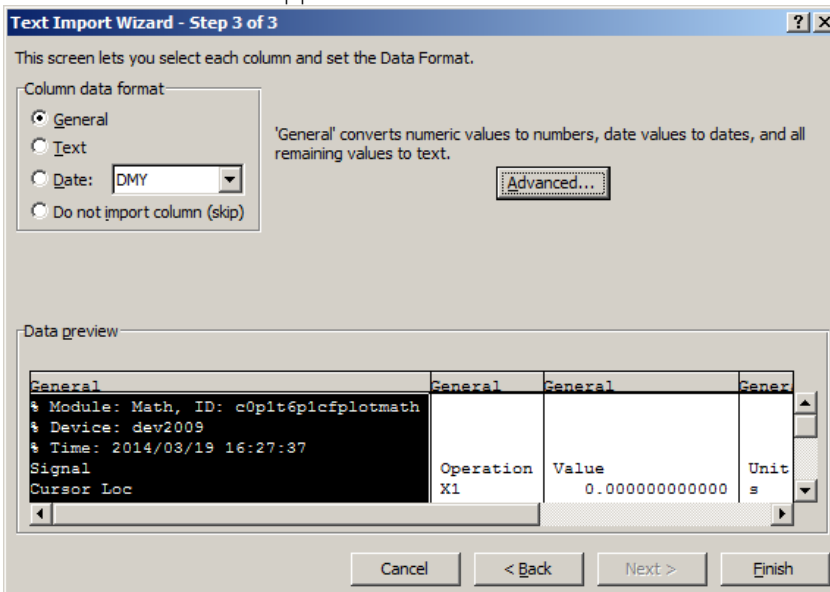 Text Import Wizard - Step 3 of 3
This screen lets you select each column and set the Data Format.
Column data format
General
Text
Date: DMY
Do not import column (skip)
'General' converts numeric values to numbers, date values to dates, and all
remaining values to text.
Advanced...
Data preview
General General General Gener
% Module: Math, ID: c0p1t6p1cfplotmath
% Device: dev2009
% Time: 2014/03/19 16:27:37
Signal Operation Value Unit
Cursor Loc X1 0.000000000000 s
Cancel < Back Next > Finish